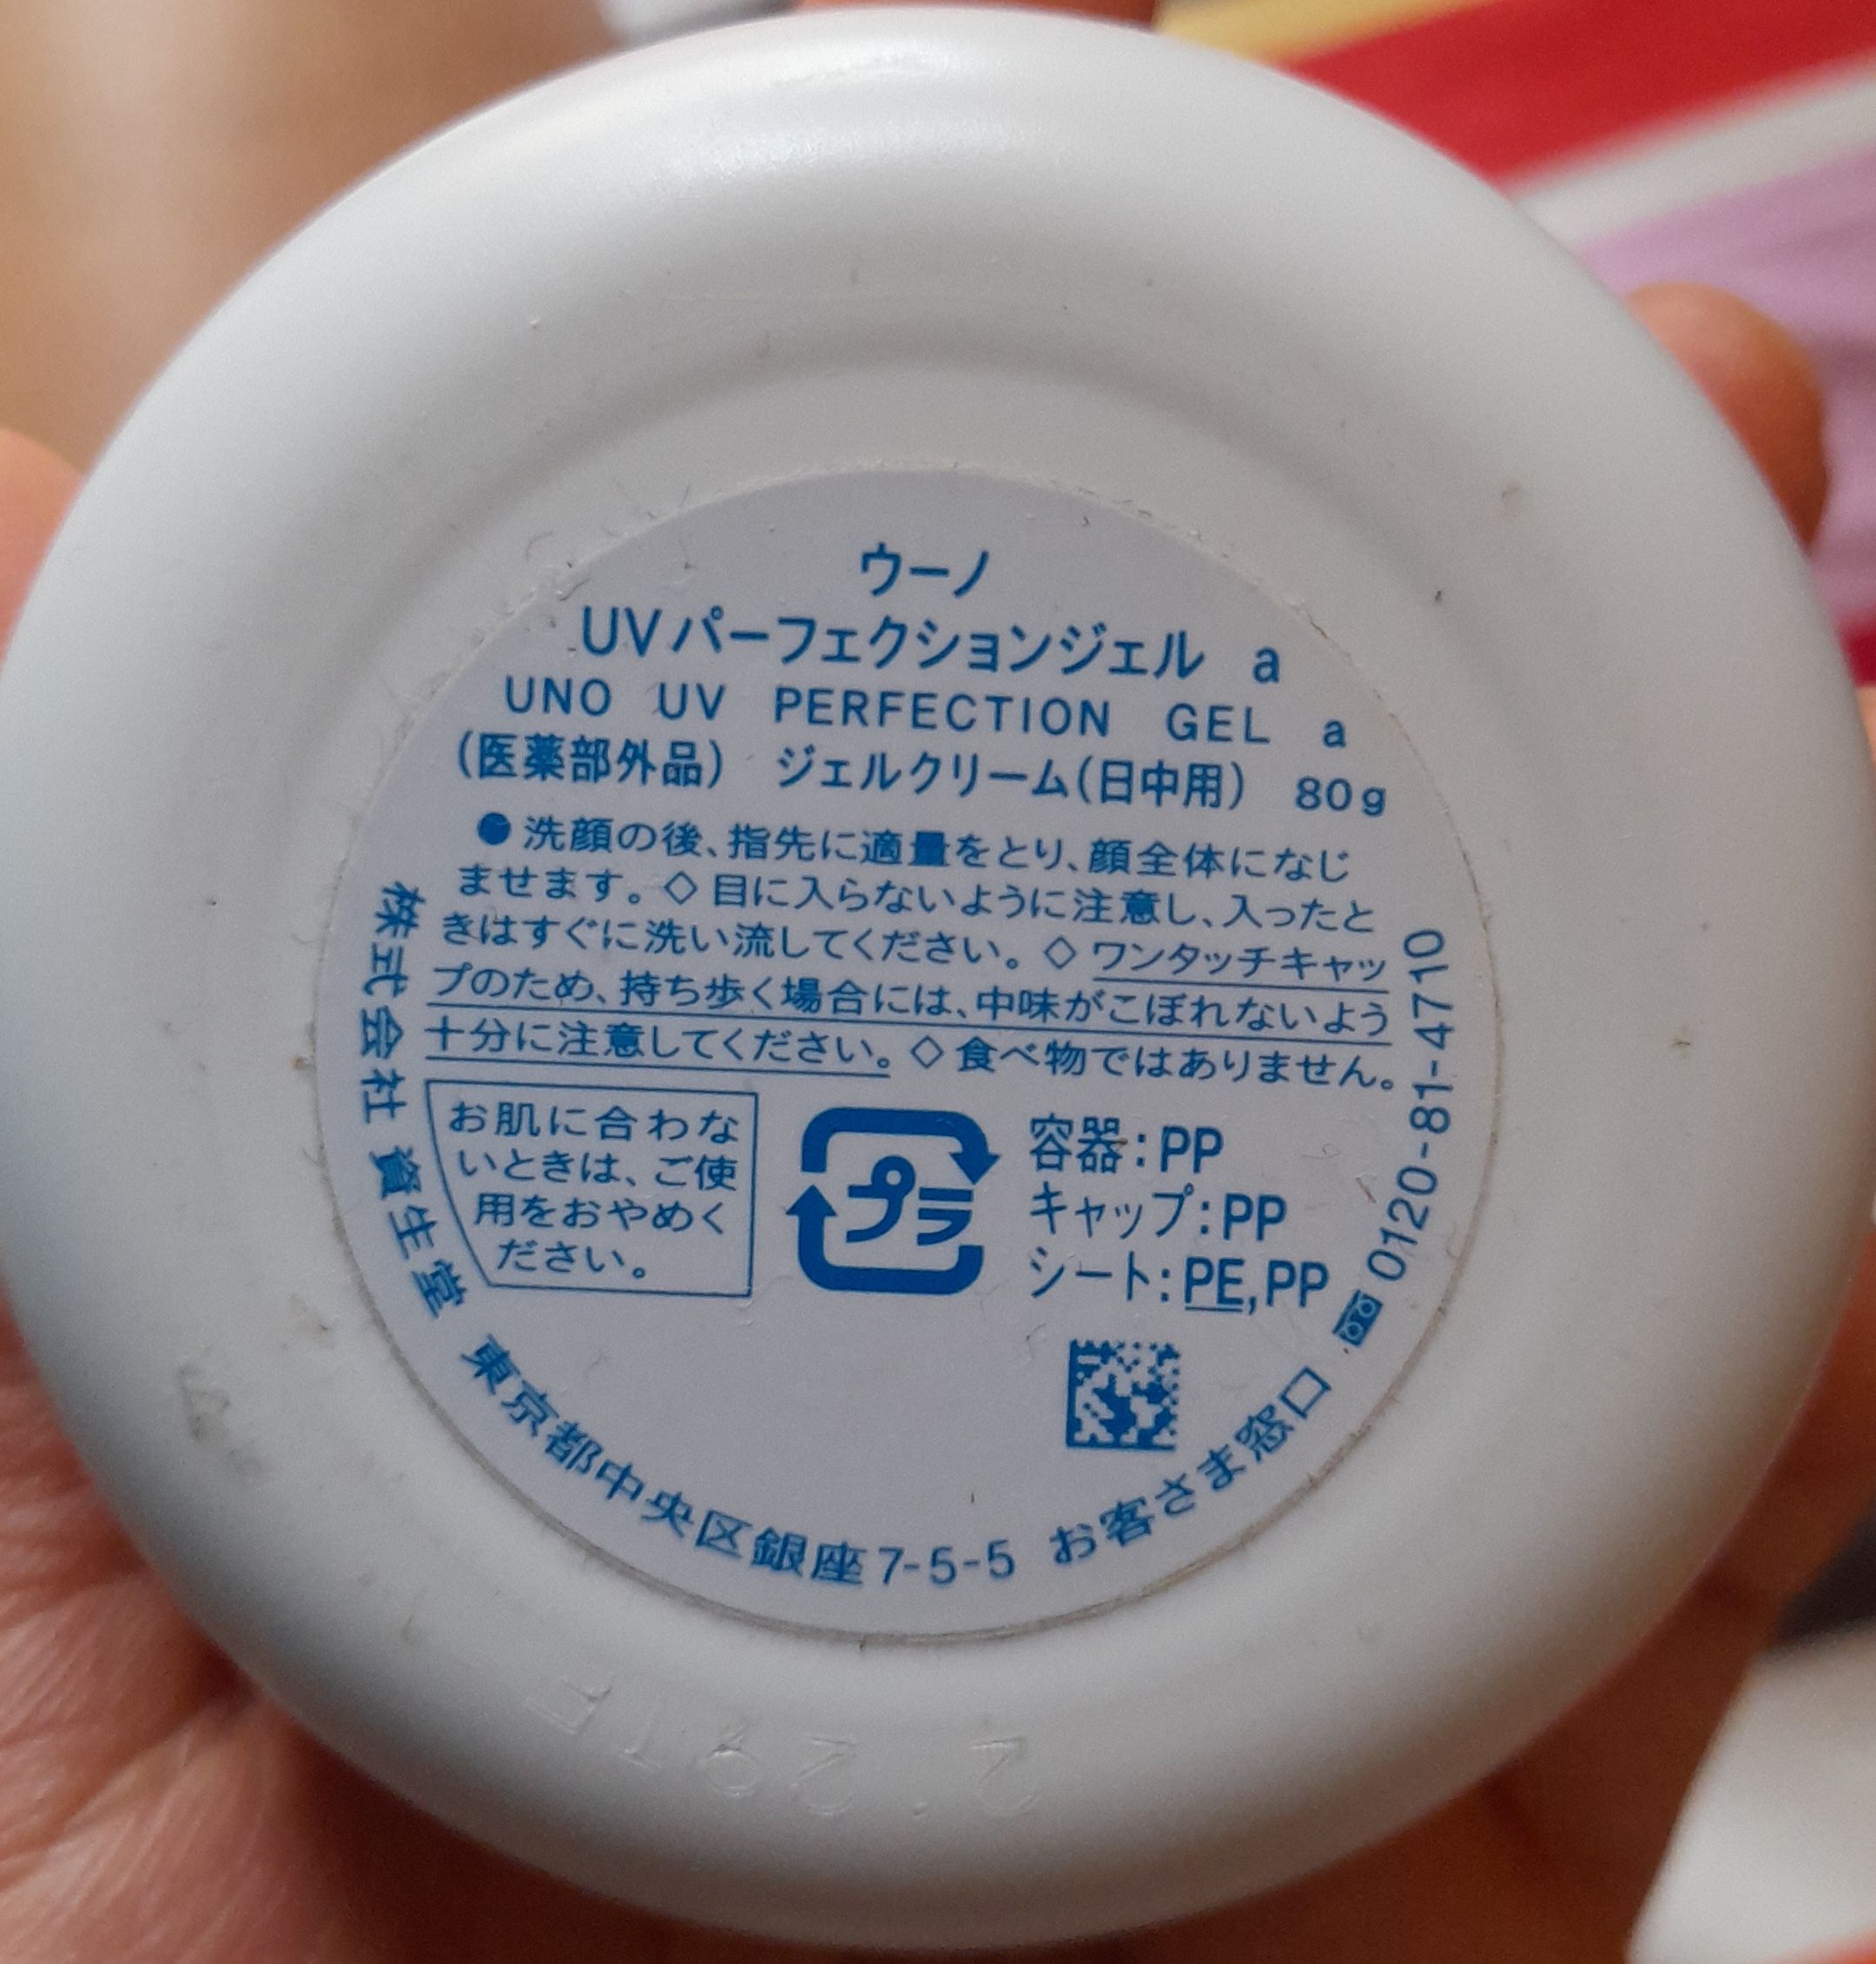 ウーノ
UVパーフェクションジェル a
UNO UV PERFECTION GEL a
(医薬部外品) ジェルクリーム(日中用) 80g
●洗顔の後、指先に適量をとり、顔全体になじ
ませます。◇目に入らないように注意し、入ったと
きはすぐに洗い流してください。◇ワンタッチキャッ
プのため、持ち歩く場合には、中味がこぼれないよう
十分に注意してください。◇食べ物ではありません。
お肌に合わな
いときは、ご使
用をおやめく
ださい。
プラ
容器:PP
キャップ:PP
シート:PE,PP
株式会社 資生堂 東京都中央区銀座7-5-5 お客さま窓口 0120-81-4710